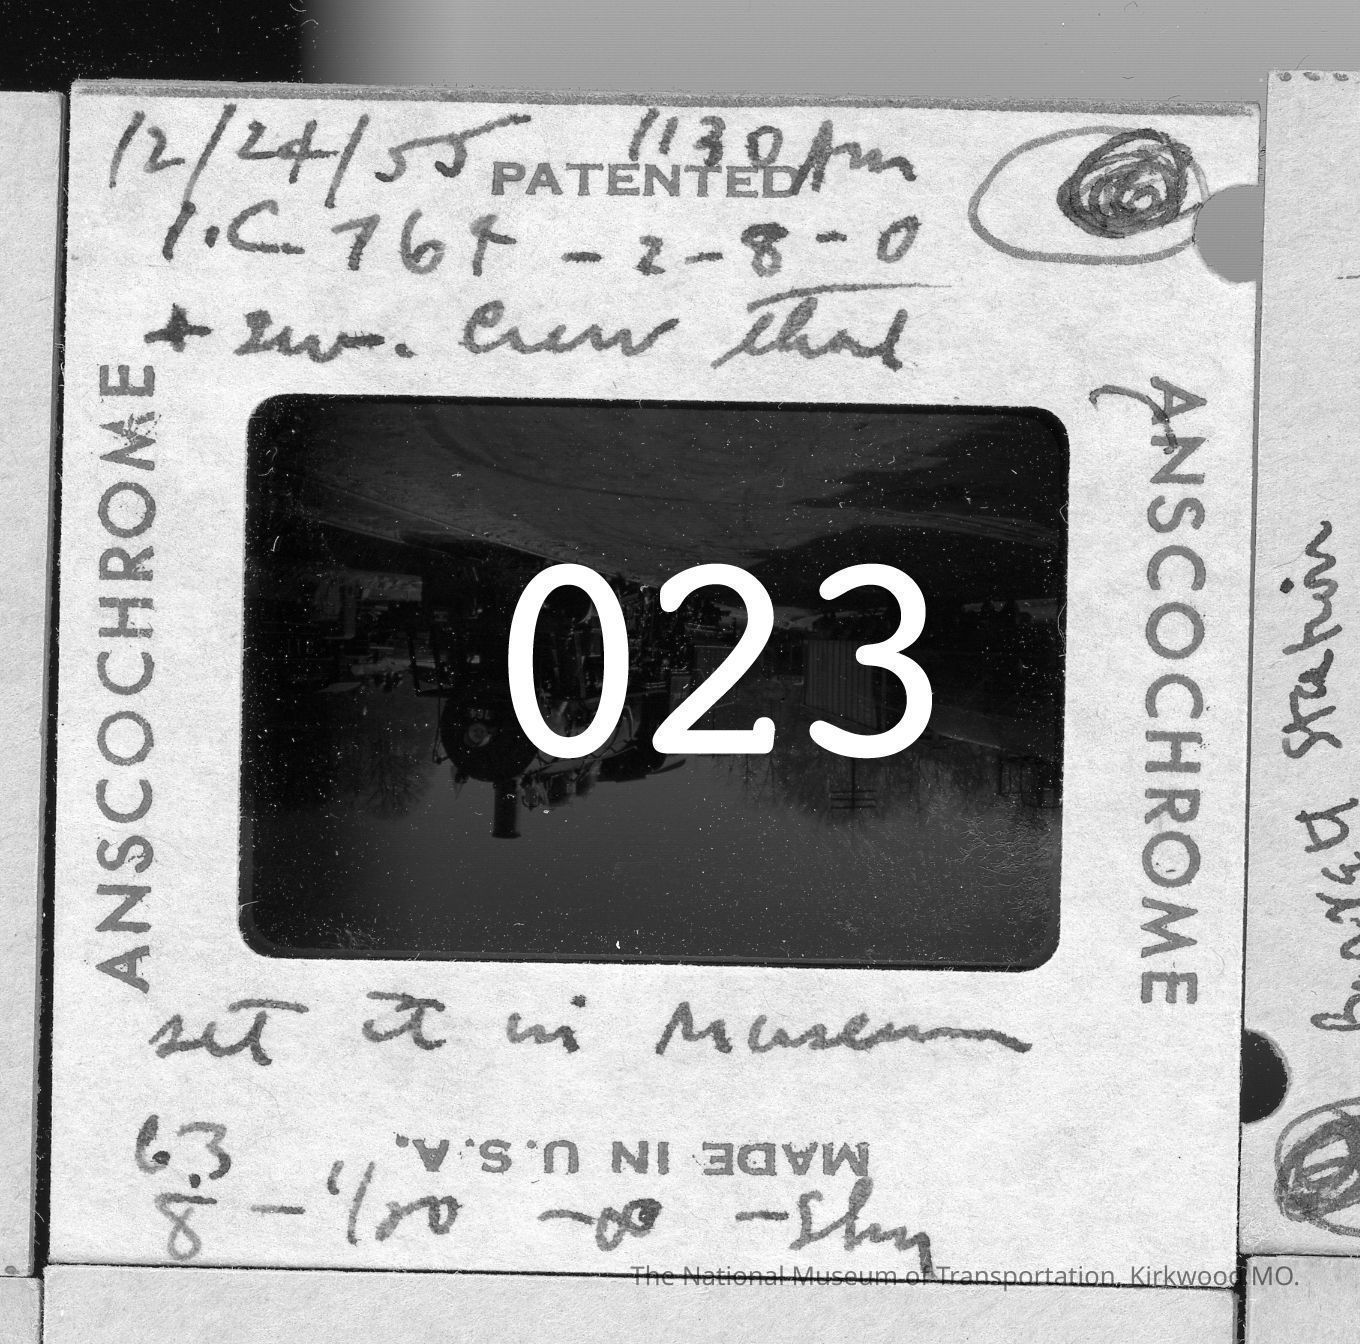 12/24/55 1130 Am
PATENTED
I.C. 764 - 2-8-0
+ sw. Crew that
ANSCOCHROME
ANSCOCHROME
023
set it in Museum
MADE IN U.S.A.
6.3
8 - 1/100 - ∞ -
Station
The National Museum of Transportation, Kirkwood MO.